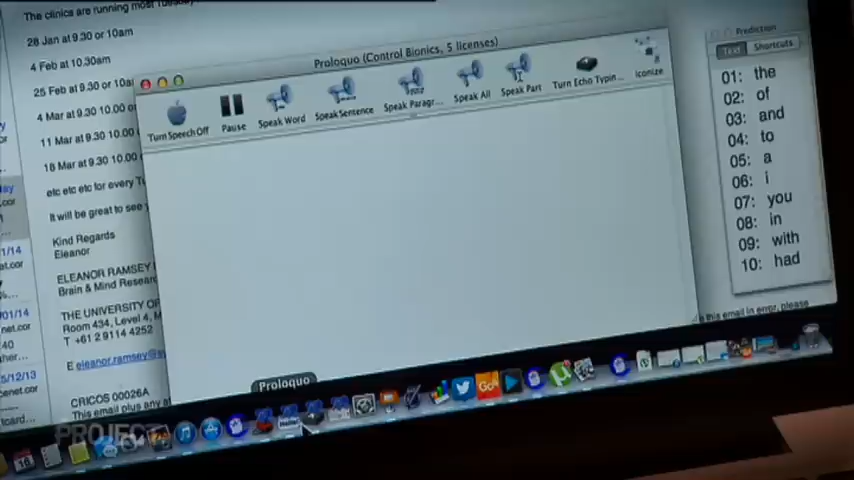 The clinics are running most Tuesday
28 Jan at 9.30 or 10am
4 Feb at 10.30am
25 Feb at 9.30 or 10am
4 Mar at 9.30 10.00 or
11 Mar at 9.30 10.00
18 Mar at 9.30 10.00
etc etc etc for every Tu
It will be great to see y
Kind Regards
Eleanor
ELEANOR RAMSEY
Brain & Mind Resear
THE UNIVERSITY OF
Room 434, Level 4, M
T +61 2 9114 4252
E eleanor.ramsey@
CRICOS 00026A
This email plus any at
Proloquo (Control Bionics, 5 licenses)
Turn Speech Off
Pause
Speak Word
Speak Sentence
Speak Paragr...
Speak All
Speak Part
Turn Echo Typin...
Iconize
Prediction
Text
Shortcuts
01: the
02: of
03: and
04: to
05: a
06: i
07: you
08: in
09: with
10: had
this email in error, please
Proloquo
Hello
Go
PROJECT